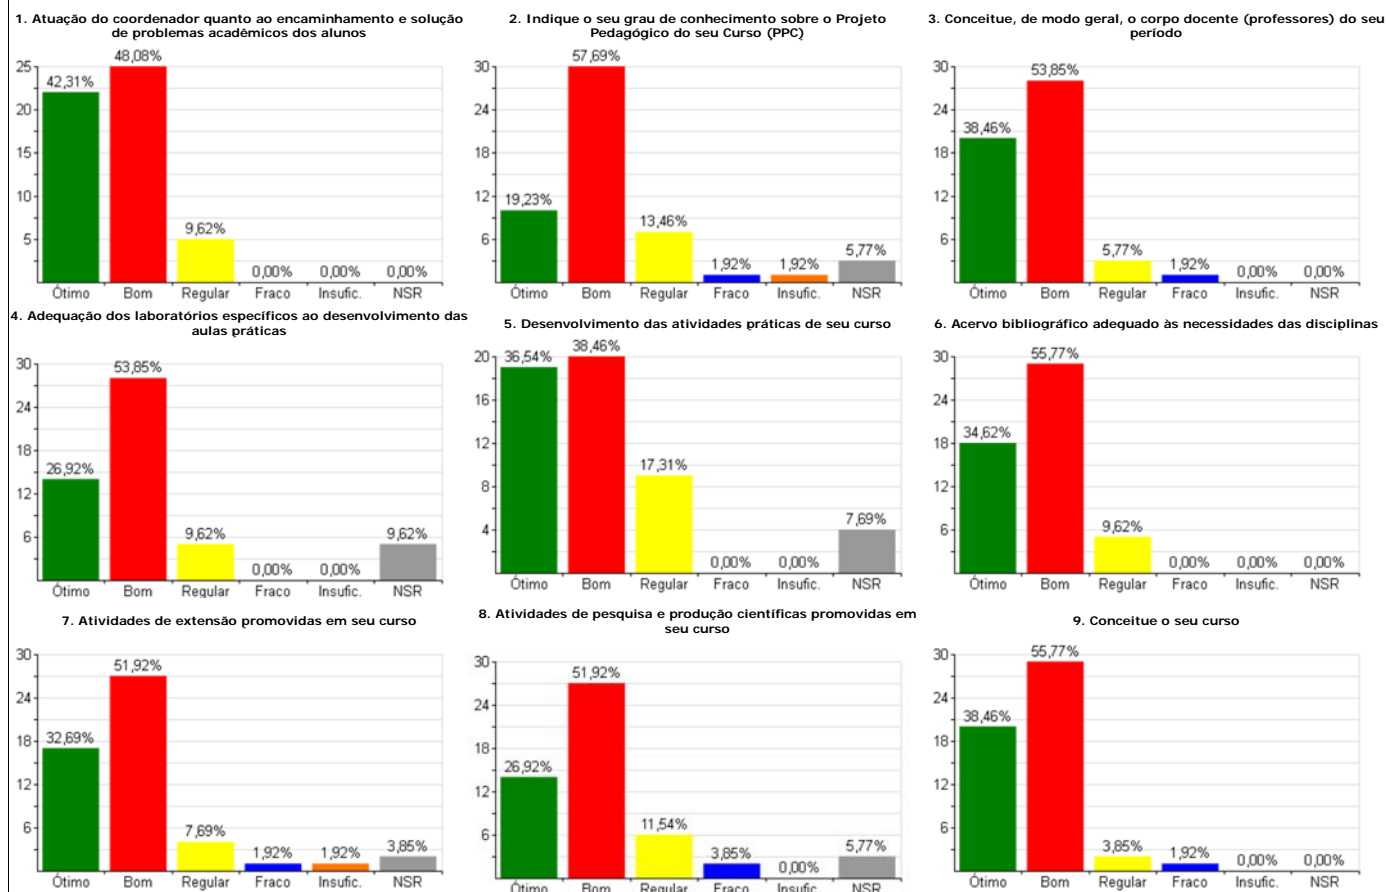 1. Atuação do coordenador quanto ao encaminhamento e solução
de problemas acadêmicos dos alunos
48,08%
25
42,31%
20
15
10
9,62%
5
0,00% 0,00% 0,00%
Ótimo Bom Regular Fraco Insufic. NSR
2. Indique o seu grau de conhecimento sobre o Projeto
Pedagógico do seu Curso (PPC)
57,69%
30
24
18
19,23%
12
13,46%
6
1,92% 1,92% 5,77%
Ótimo Bom Regular Fraco Insufic. NSR
3. Conceitue, de modo geral, o corpo docente (professores) do seu
período
53,85%
30
24
38,46%
18
12
6
5,77% 1,92% 0,00% 0,00%
Ótimo Bom Regular Fraco Insufic. NSR
4. Adequação dos laboratórios específicos ao desenvolvimento das
aulas práticas
53,85%
30
24
18
26,92%
12
6
9,62% 0,00% 0,00% 9,62%
Ótimo Bom Regular Fraco Insufic. NSR
5. Desenvolvimento das atividades práticas de seu curso
20 36,54% 38,46%
16
12
17,31%
8
7,69%
4
0,00% 0,00%
Ótimo Bom Regular Fraco Insufic. NSR
6. Acervo bibliográfico adequado às necessidades das disciplinas
55,77%
30
24
34,62%
18
12
6
9,62% 0,00% 0,00% 0,00%
Ótimo Bom Regular Fraco Insufic. NSR
7. Atividades de extensão promovidas em seu curso
51,92%
30
24
32,69%
18
12
6
7,69% 1,92% 1,92% 3,85%
Ótimo Bom Regular Fraco Insufic. NSR
8. Atividades de pesquisa e produção científicas promovidas em
seu curso
51,92%
30
24
18
26,92%
12
11,54%
6
3,85% 0,00% 5,77%
Ótimo Bom Regular Fraco Insufic. NSR
9. Conceitue o seu curso
55,77%
30
24
38,46%
18
12
6
3,85% 1,92% 0,00% 0,00%
Ótimo Bom Regular Fraco Insufic. NSR